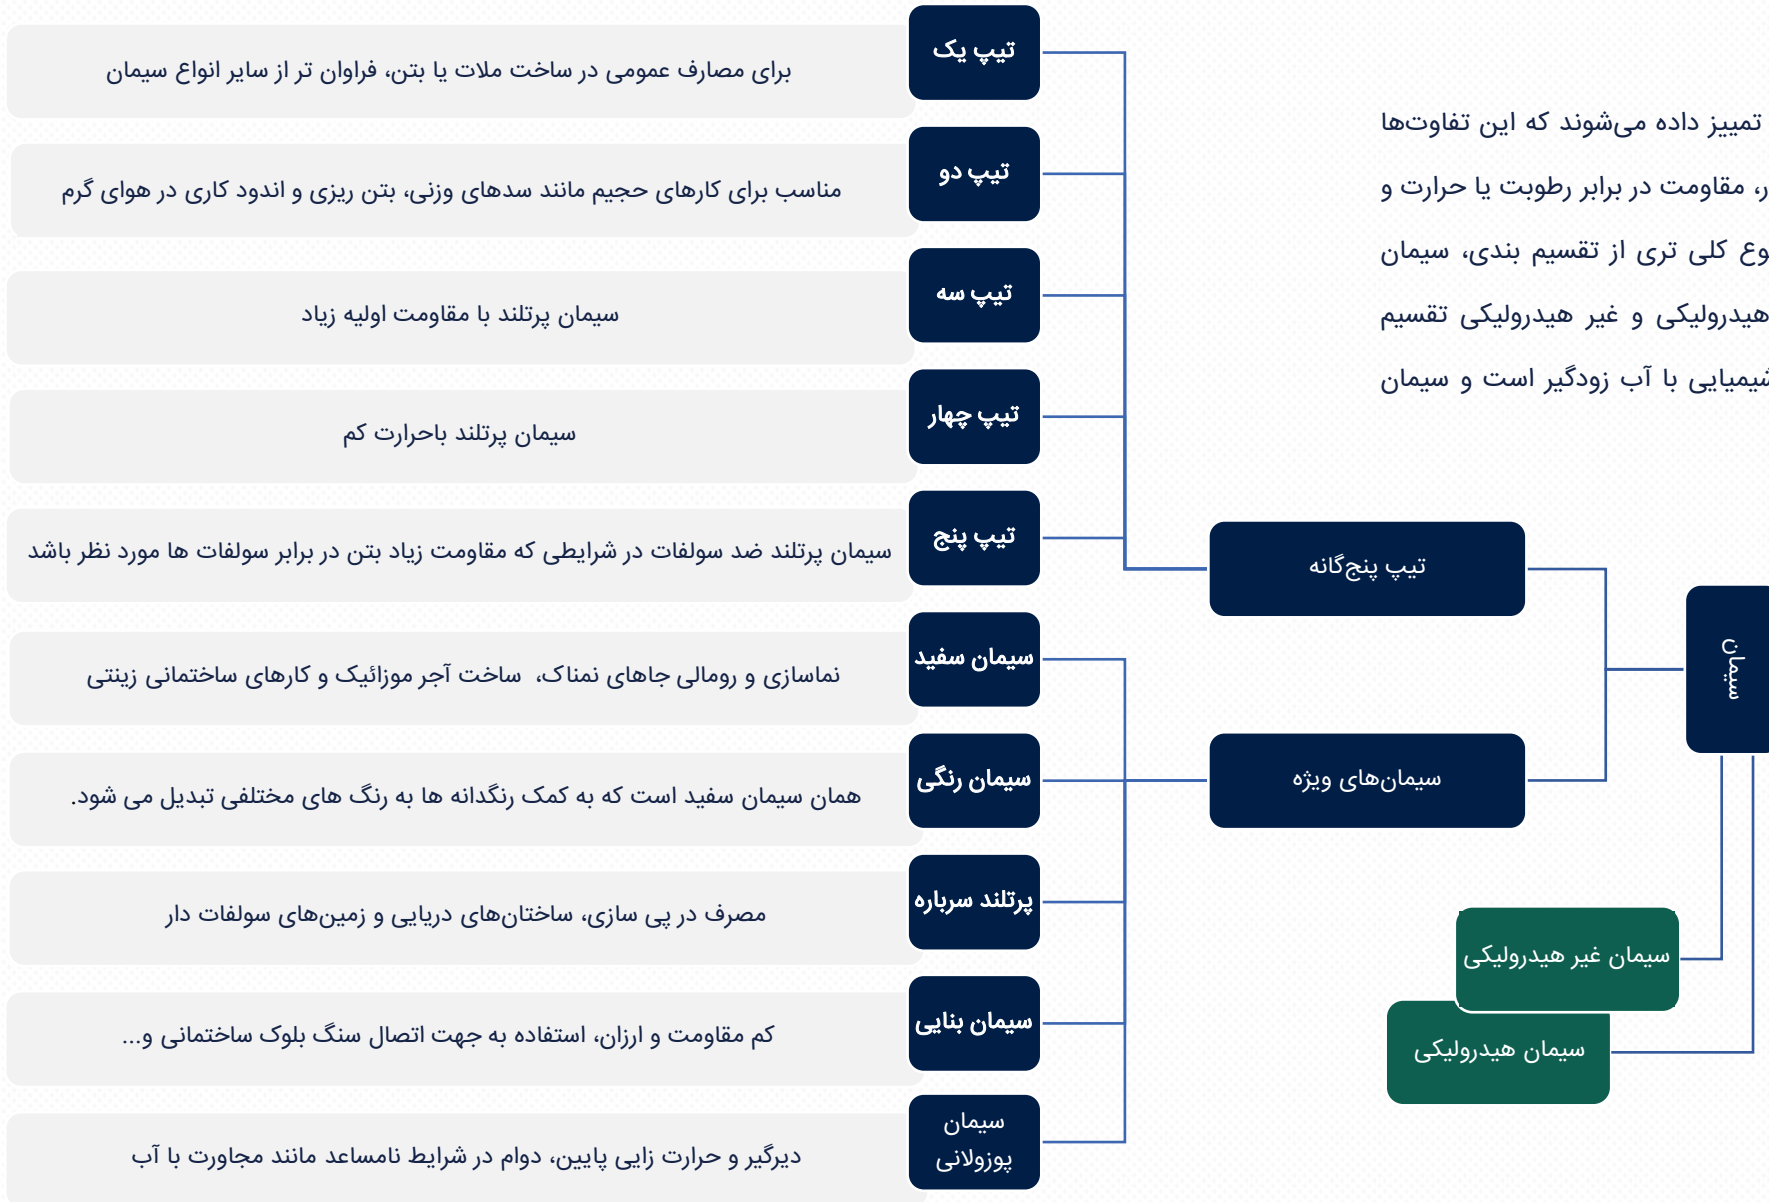 تمییز داده می‌شوند که این تفاوت‌ها
مقاومت در برابر رطوبت یا حرارت و
کلی تری از تقسیم بندی، سیمان
هیدرولیکی و غیر هیدرولیکی تقسیم
شیمیایی با آب زودگیر است و سیمان
سیمان
تیپ پنج‌گانه
تیپ یک
برای مصارف عمومی در ساخت ملات یا بتن، فراوان تر از سایر انواع سیمان
تیپ دو
مناسب برای کارهای حجیم مانند سدهای وزنی، بتن ریزی و اندود کاری در هوای گرم
تیپ سه
سیمان پرتلند با مقاومت اولیه زیاد
تیپ چهار
سیمان پرتلند باحرارت کم
تیپ پنج
سیمان پرتلند ضد سولفات در شرایطی که مقاومت زیاد بتن در برابر سولفات ها مورد نظر باشد
سیمان‌های ویژه
سیمان سفید
نماسازی و رومالی جاهای نمناک، ساخت آجر موزائیک و کارهای ساختمانی زینتی
سیمان رنگی
همان سیمان سفید است که به کمک رنگدانه ها به رنگ های مختلفی تبدیل می شود.
پرتلند سرباره
مصرف در پی سازی، ساختان‌های دریایی و زمین‌های سولفات دار
سیمان بنایی
کم مقاومت و ارزان، استفاده به جهت اتصال سنگ بلوک ساختمانی و...
سیمان
پوزولانی
دیرگیر و حرارت زایی پایین، دوام در شرایط نامساعد مانند مجاورت با آب
سیمان غیر هیدرولیکی
سیمان هیدرولیکی